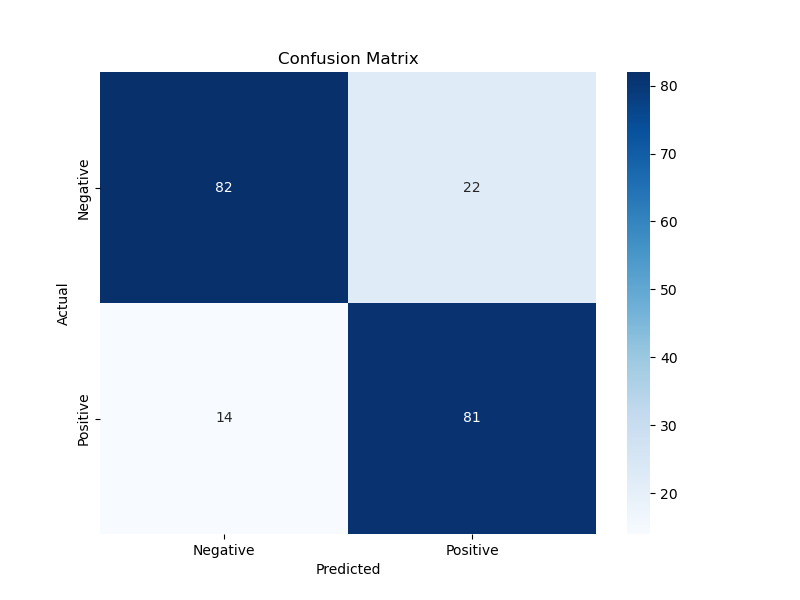 Confusion Matrix
Actual
Negative
Positive
82
22
14
81
Negative
Positive
Predicted
80
70
60
50
40
30
20